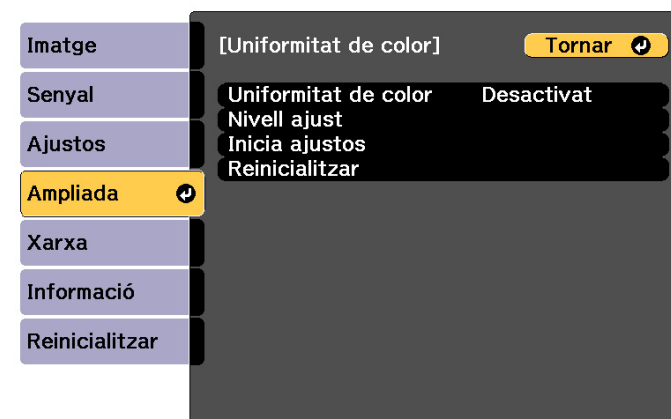 Imatge
Senyal
Ajustos
Ampliada
Xarxa
Informació
Reinicialitzar
[Uniformitat de color] Tornar
Uniformitat de color Desactivat
Nivell ajust
Inicia ajustos
Reinicialitzar